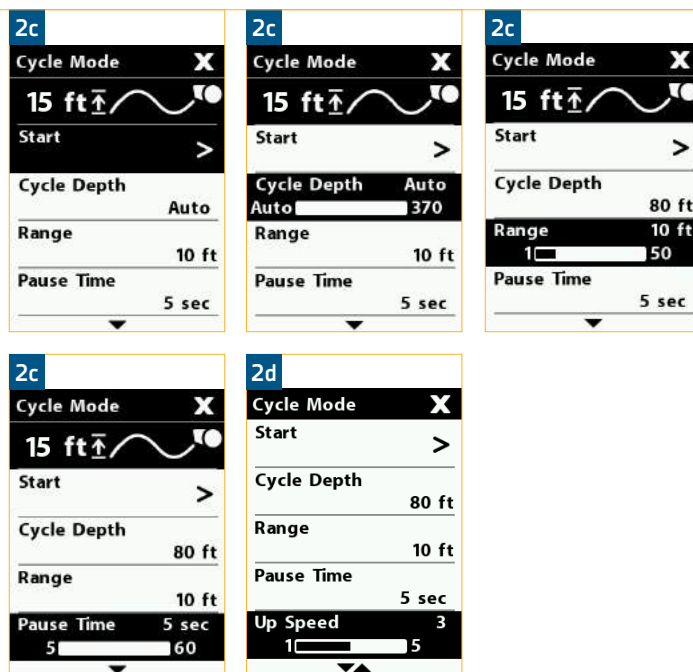 2c
Cycle Mode X
15 ft
Start >
Cycle Depth
Auto
Range
10 ft
Pause Time
5 sec
2c
Cycle Mode X
15 ft
Start >
Cycle Depth Auto
Auto 370
Range
10 ft
Pause Time
5 sec
2c
Cycle Mode X
15 ft
Start >
Cycle Depth
80 ft
Range 10 ft
1 50
Pause Time
5 sec
2c
Cycle Mode X
15 ft
Start >
Cycle Depth
80 ft
Range
10 ft
Pause Time 5 sec
5 60
2d
Cycle Mode X
Start >
Cycle Depth
80 ft
Range
10 ft
Pause Time
5 sec
Up Speed 3
1 5